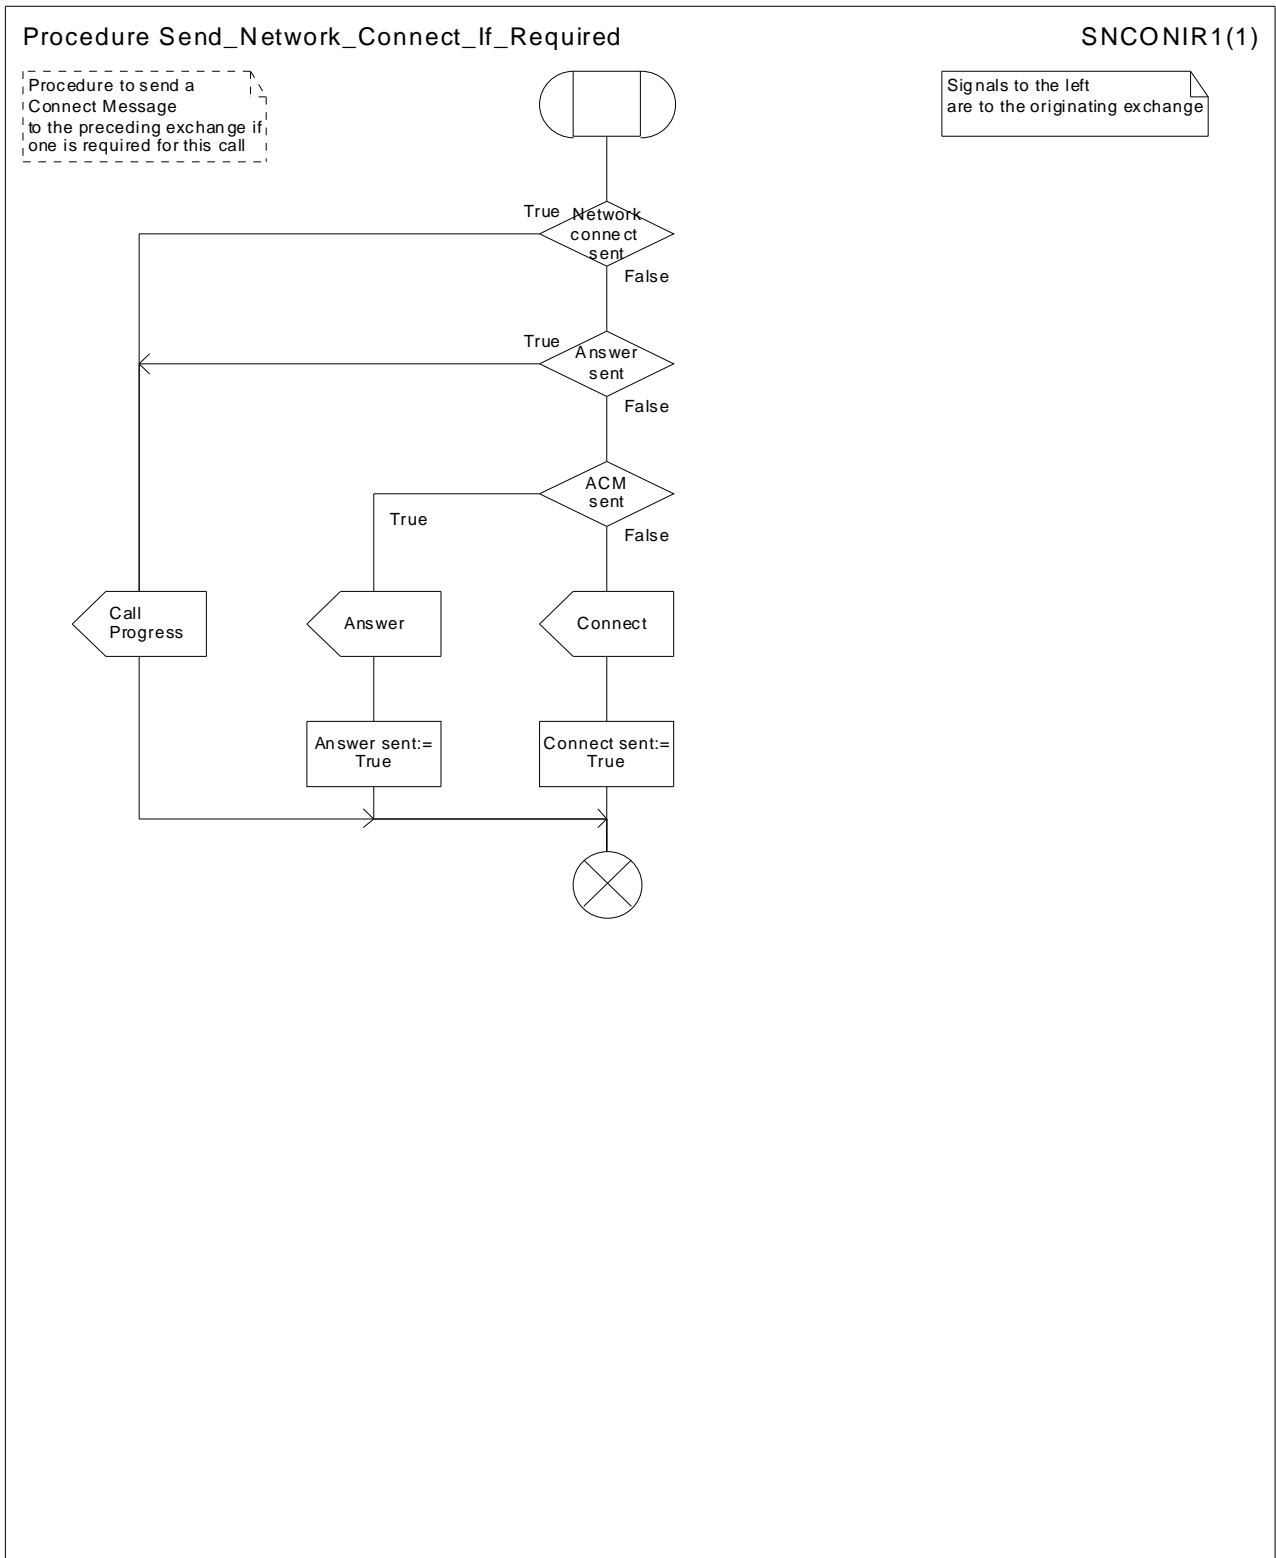 Procedure Send_Network_Connect_If_Required
SNCONIR1(1)
Procedure to send a
Connect Message
to the preceding exchange if
one is required for this call
Signals to the left
are to the originating exchange
True
Network
connect
sent
False
True
Answer
sent
False
ACM
sent
True
False
Call
Progress
Answer
Connect
Answer sent:=
True
Connect sent:=
True